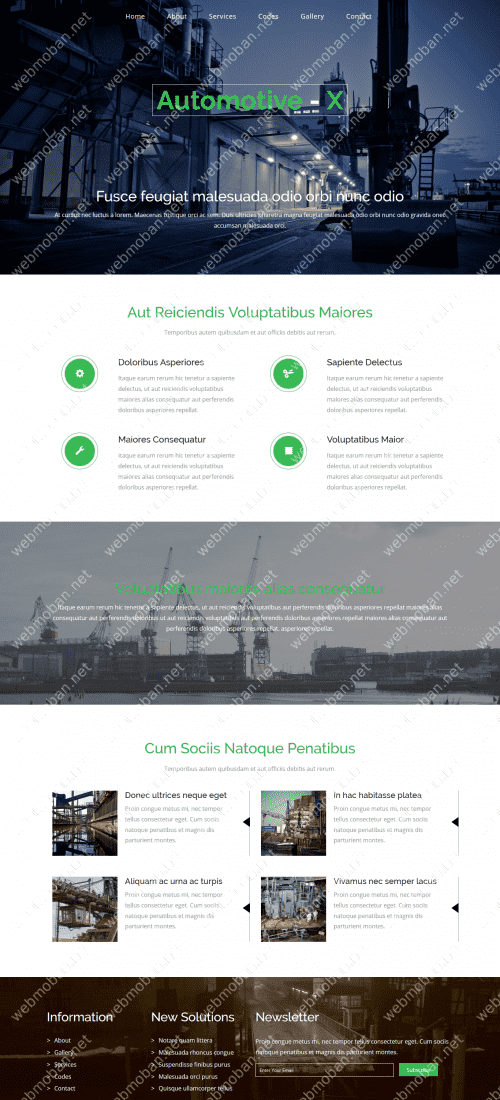 Home About Services Codes Gallery Contact
Automotive - X
Fusce feugiat malesuada odio orbi nunc odio
At cursus nec luctus a lorem. Maecenas tristique orci ac sem. Duis ultricies pharetra magna feugiat malesuada odio orbi nunc odio gravida onec
accumsan malesuada orci.
Aut Reiciendis Voluptatibus Maiores
Temporibus autem quibusdam et aut officiis debitis aut rerum.
Doloribus Asperiores
Itaque earum rerum hic tenetur a sapiente
delectus, ut aut reiciendis voluptatibus
maiores alias consequatur aut perferendis
doloribus asperiores repellat.
Sapiente Delectus
Itaque earum rerum hic tenetur a sapiente
delectus, ut aut reiciendis voluptatibus
maiores alias consequatur aut perferendis
doloribus asperiores repellat.
Maiores Consequatur
Itaque earum rerum hic tenetur a sapiente
delectus, ut aut reiciendis voluptatibus
maiores alias consequatur aut perferendis
doloribus asperiores repellat.
Voluptatibus Maior
Itaque earum rerum hic tenetur a sapiente
delectus, ut aut reiciendis voluptatibus
maiores alias consequatur aut perferendis
doloribus asperiores repellat.
Voluptatibus maiores alias consequatur
Itaque earum rerum hic tenetur a sapiente delectus, ut aut reiciendis voluptatibus aut perferendis doloribus asperiores repellat maiores alias
consequatur aut perferendis doloribus ut aut reiciendis voluptatibus aut perferendis doloribus asperiores repellat maiores alias consequatur aut
perferendis doloribus asperiores repellat. asperiores repellat.
Cum Sociis Natoque Penatibus
Temporibus autem quibusdam et aut officiis debitis aut rerum.
Donec ultrices neque eget
Proin congue metus mi, nec tempor
tellus consectetur eget. Cum sociis
natoque penatibus et magnis dis
parturient montes.
In hac habitasse platea
Proin congue metus mi, nec tempor
tellus consectetur eget. Cum sociis
natoque penatibus et magnis dis
parturient montes.
Aliquam ac urna ac turpis
Proin congue metus mi, nec tempor
tellus consectetur eget. Cum sociis
natoque penatibus et magnis dis
parturient montes.
Vivamus nec semper lacus
Proin congue metus mi, nec tempor
tellus consectetur eget. Cum sociis
natoque penatibus et magnis dis
parturient montes.
Information
> About
> Gallery
> Services
> Codes
> Contact
New Solutions
> Notare quam littera
> Malesuada rhoncus congue
> Suspendisse finibus purus
> Malesuada orci purus
> Quisque ullamcorper tellus
Newsletter
Proin congue metus mi, nec tempor tellus consectetur eget. Cum sociis
natoque penatibus et magnis dis parturient montes.
Enter Your Email
Subscribe
webmoban.net